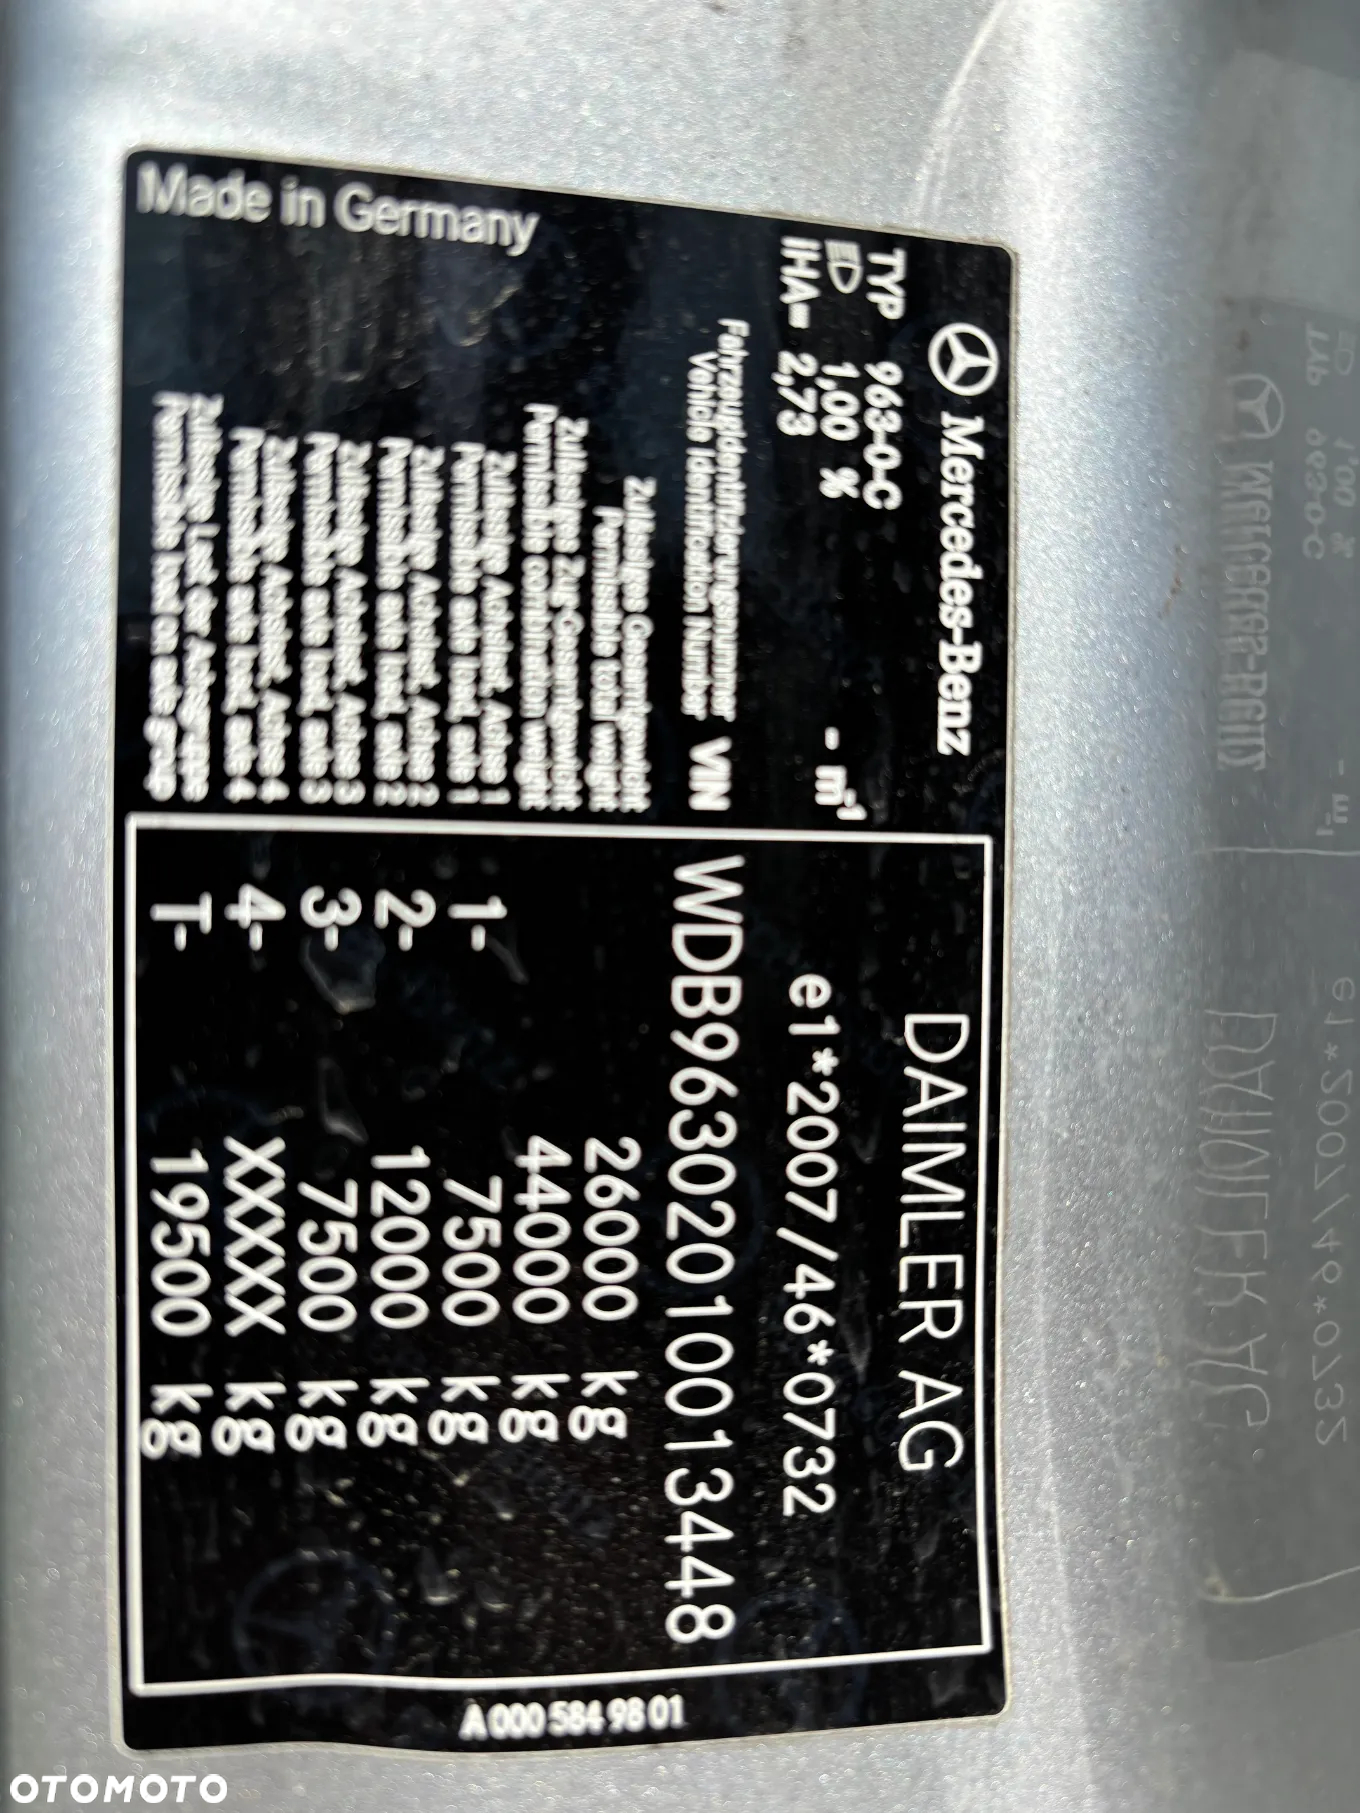 Mercedes-Benz
DAIMLER AG
TYP 963-0-C
1,00 % - m-1
IHA= 2,73
e1*2007/46*0732
Fahrzeugidentifizierungsnummer
Vehicle Identification Number VIN WDB96302010013448
Zulässiges Gesamtgewicht
Permissible total weight 26000 kg
Zulässiges Zug-Gesamtgewicht
Permissible combination weight 44000 kg
Zulässige Achslast, Achse 1
Permissible axle load, axle 1 1- 7500 kg
Zulässige Achslast, Achse 2
Permissible axle load, axle 2 2- 12000 kg
Zulässige Achslast, Achse 3
Permissible axle load, axle 3 3- 7500 kg
Zulässige Achslast, Achse 4
Permissible axle load, axle 4 4- XXXXX kg
Zulässige Last der Achsgruppe
Permissible load on axle group T- 19500 kg
Made in Germany
A 000 584 98 01
OTOMOTO